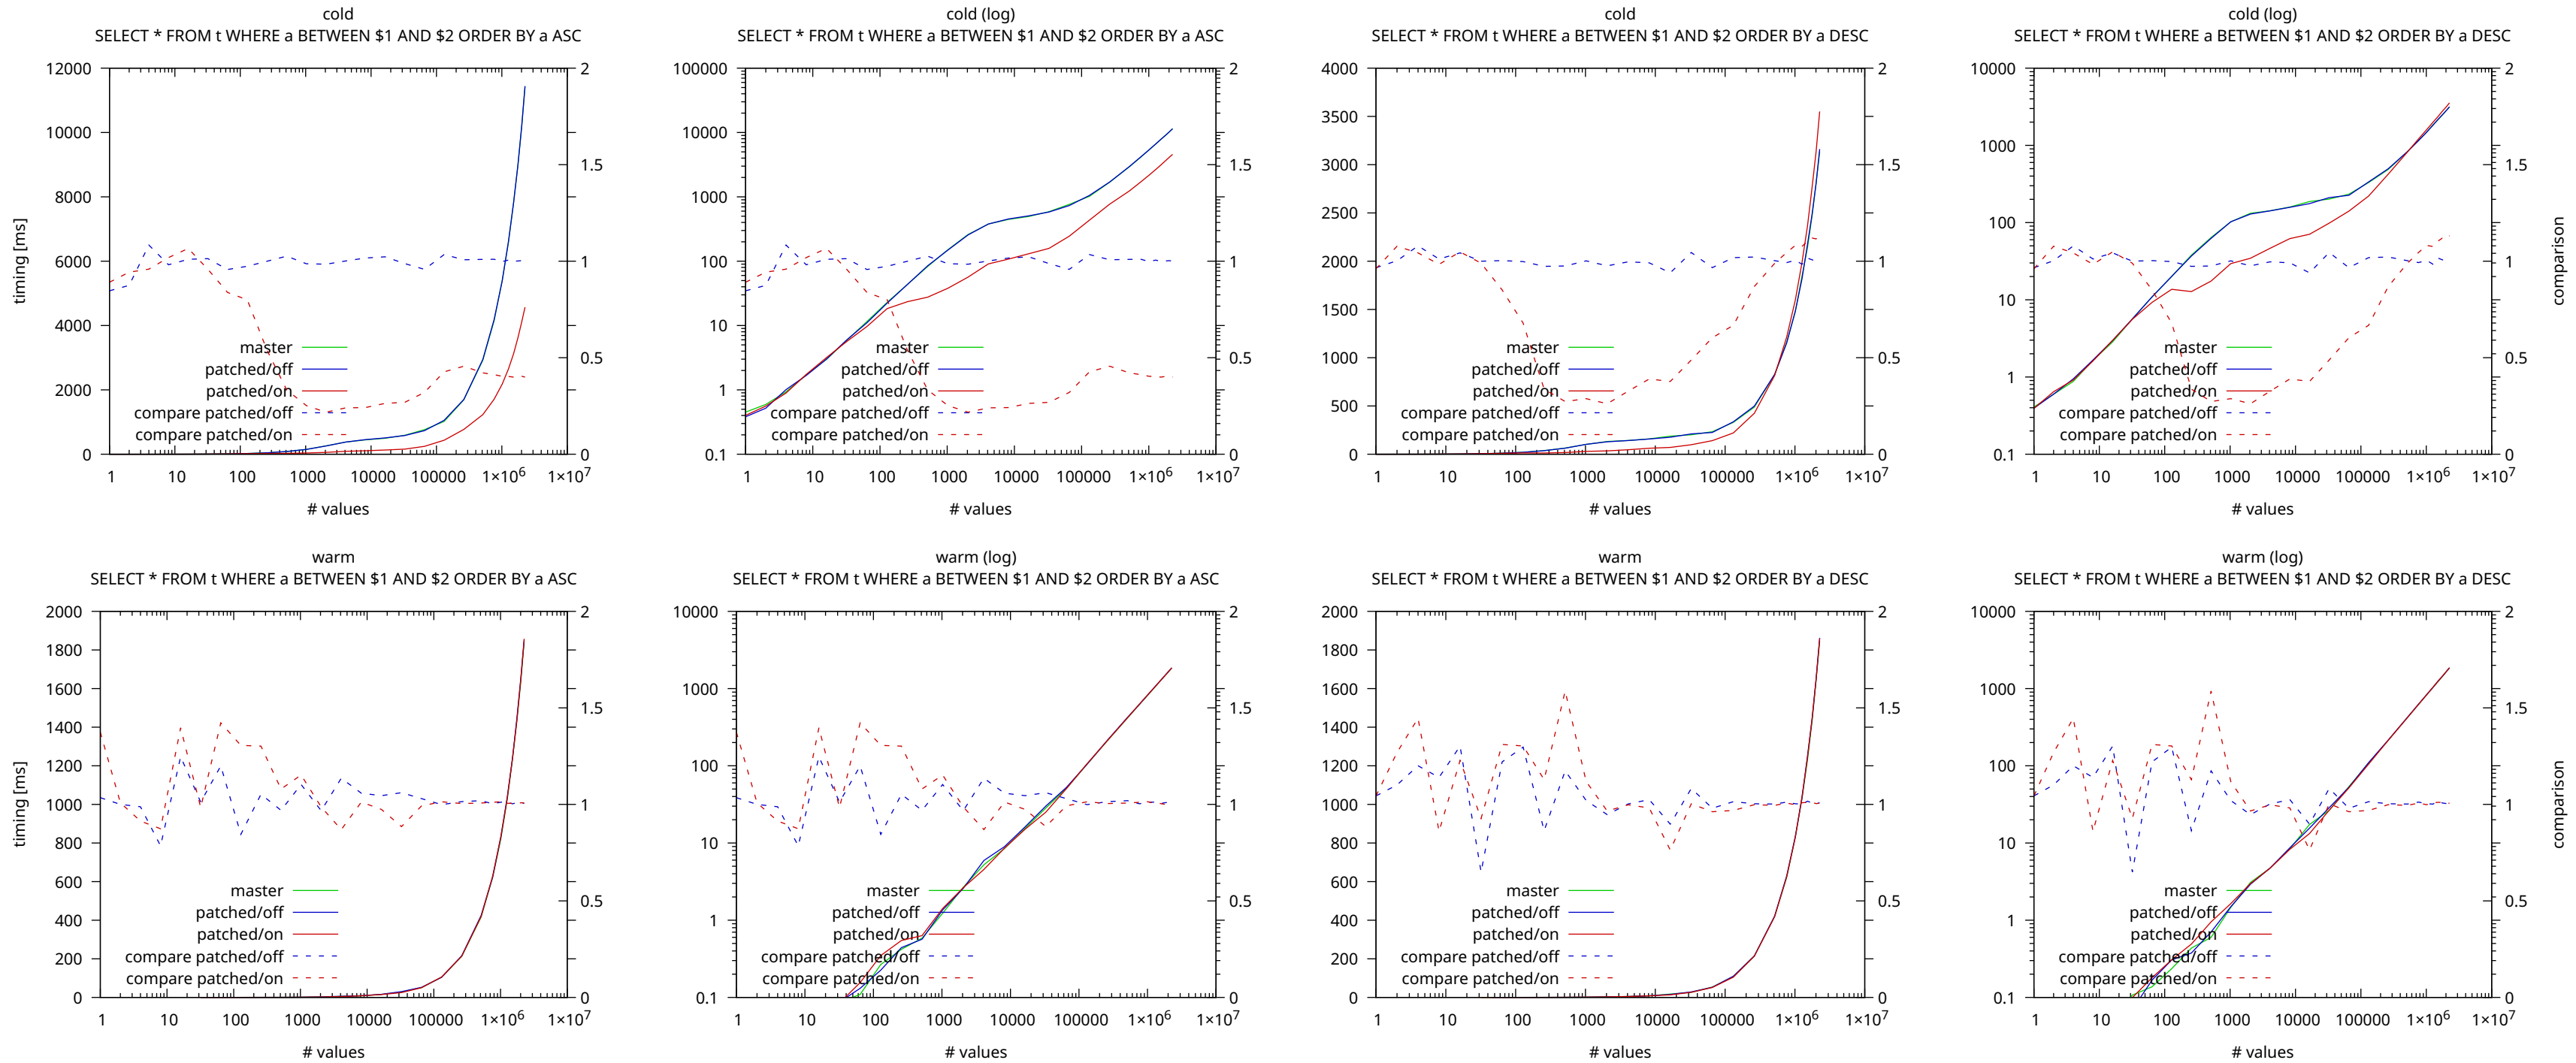 cold
SELECT * FROM t WHERE a BETWEEN $1 AND $2 ORDER BY a ASC
12000
10000
8000
6000
4000
2000
0
2
1.5
1
0.5
0
timing [ms]
master
patched/off
patched/on
compare patched/off
compare patched/on
1 10 100 1000 10000 100000 1×10⁶ 1×10⁷
# values
cold (log)
SELECT * FROM t WHERE a BETWEEN $1 AND $2 ORDER BY a ASC
100000
10000
1000
100
10
1
0.1
2
1.5
1
0.5
0
master
patched/off
patched/on
compare patched/off
compare patched/on
1 10 100 1000 10000 100000 1×10⁶ 1×10⁷
# values
cold
SELECT * FROM t WHERE a BETWEEN $1 AND $2 ORDER BY a DESC
4000
3500
3000
2500
2000
1500
1000
500
0
2
1.5
1
0.5
0
master
patched/off
patched/on
compare patched/off
compare patched/on
1 10 100 1000 10000 100000 1×10⁶ 1×10⁷
# values
cold (log)
SELECT * FROM t WHERE a BETWEEN $1 AND $2 ORDER BY a DESC
10000
1000
100
10
1
0.1
2
1.5
1
0.5
0
comparison
master
patched/off
patched/on
compare patched/off
compare patched/on
1 10 100 1000 10000 100000 1×10⁶ 1×10⁷
# values
warm
SELECT * FROM t WHERE a BETWEEN $1 AND $2 ORDER BY a ASC
2000
1800
1600
1400
1200
1000
800
600
400
200
0
2
1.5
1
0.5
0
timing [ms]
master
patched/off
patched/on
compare patched/off
compare patched/on
1 10 100 1000 10000 100000 1×10⁶ 1×10⁷
# values
warm (log)
SELECT * FROM t WHERE a BETWEEN $1 AND $2 ORDER BY a ASC
10000
1000
100
10
1
0.1
2
1.5
1
0.5
0
master
patched/off
patched/on
compare patched/off
compare patched/on
1 10 100 1000 10000 100000 1×10⁶ 1×10⁷
# values
warm
SELECT * FROM t WHERE a BETWEEN $1 AND $2 ORDER BY a DESC
2000
1800
1600
1400
1200
1000
800
600
400
200
0
2
1.5
1
0.5
0
master
patched/off
patched/on
compare patched/off
compare patched/on
1 10 100 1000 10000 100000 1×10⁶ 1×10⁷
# values
warm (log)
SELECT * FROM t WHERE a BETWEEN $1 AND $2 ORDER BY a DESC
10000
1000
100
10
1
0.1
2
1.5
1
0.5
0
comparison
master
patched/off
patched/on
compare patched/off
compare patched/on
1 10 100 1000 10000 100000 1×10⁶ 1×10⁷
# values